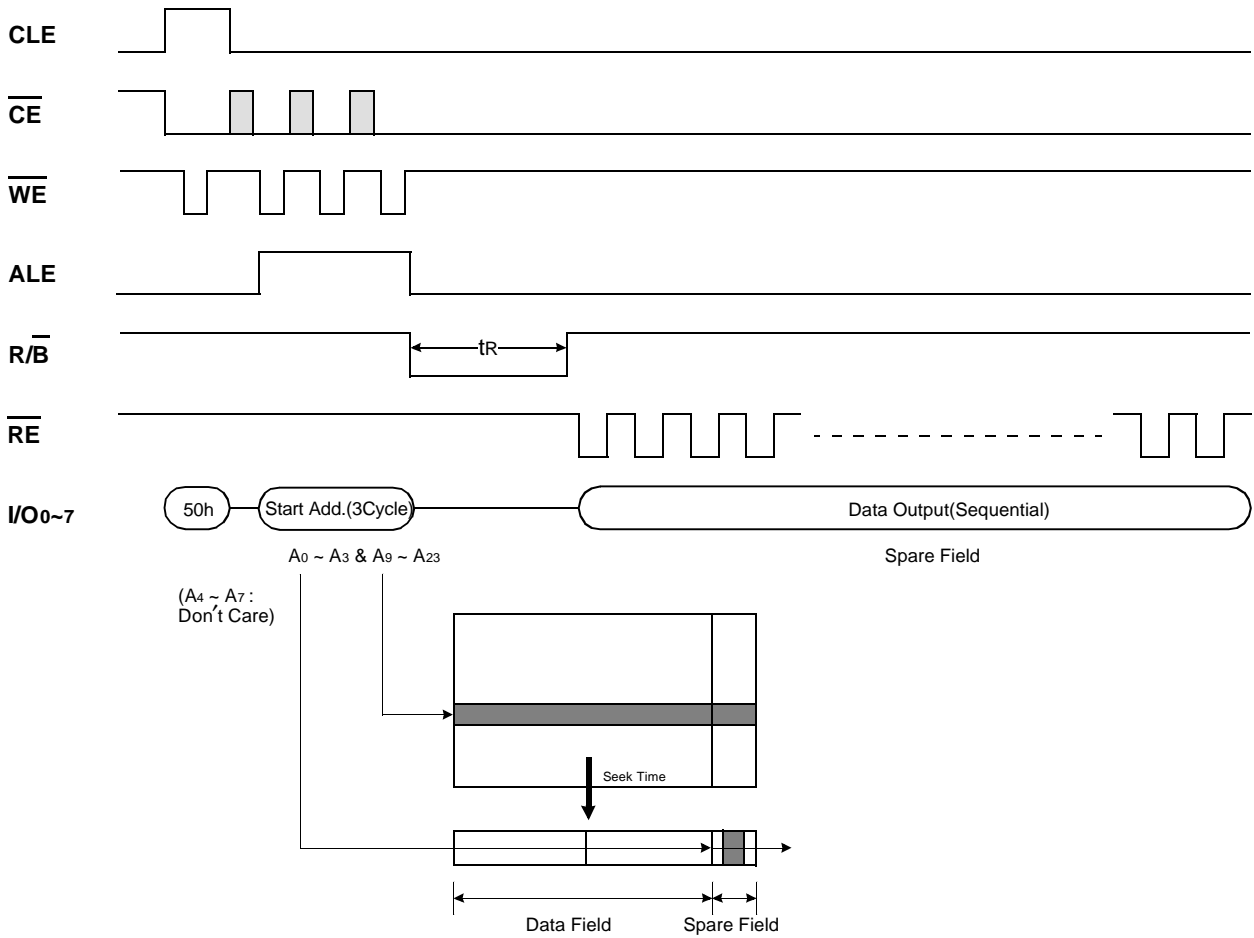 CLE
CE
WE
ALE
R/B
tR
RE
I/O0~7
50h
Start Add.(3Cycle)
Data Output(Sequential)
A0 ~ A3 & A9 ~ A23
Spare Field
(A4 ~ A7 :
Don't Care)
Seek Time
Data Field
Spare Field